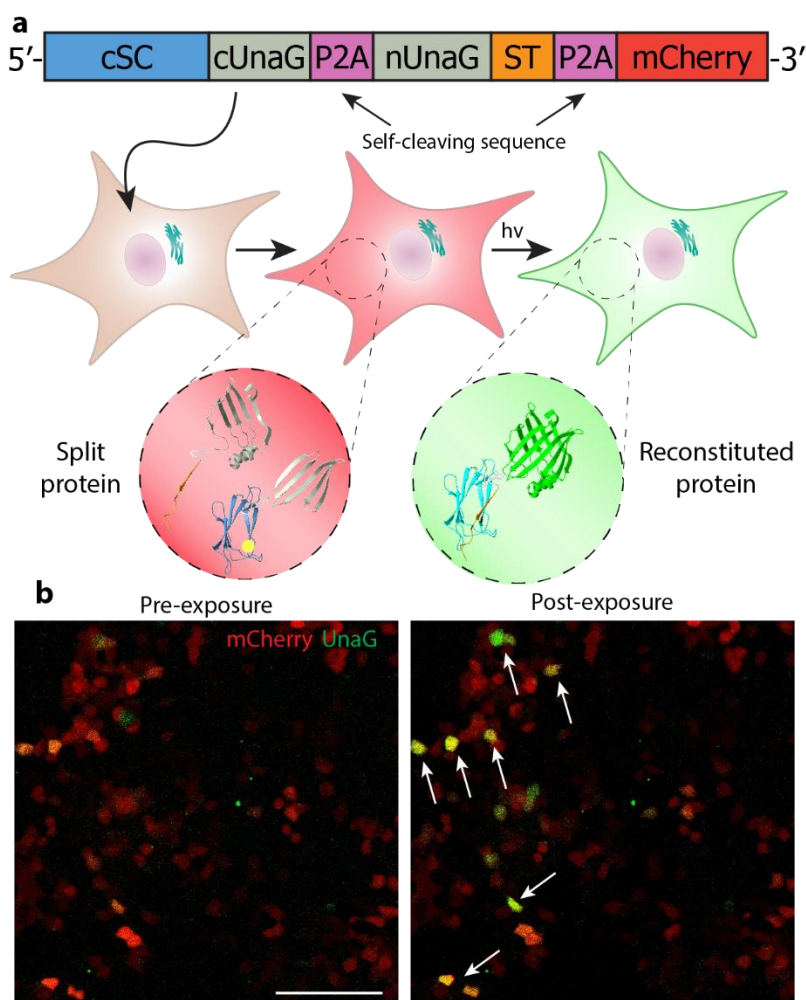 a
5′- cSC cUnaG P2A nUnaG ST P2A mCherry -3′
Self-cleaving sequence
hv
Split
protein
Reconstituted
protein
b
Pre-exposure
Post-exposure
mCherry UnaG